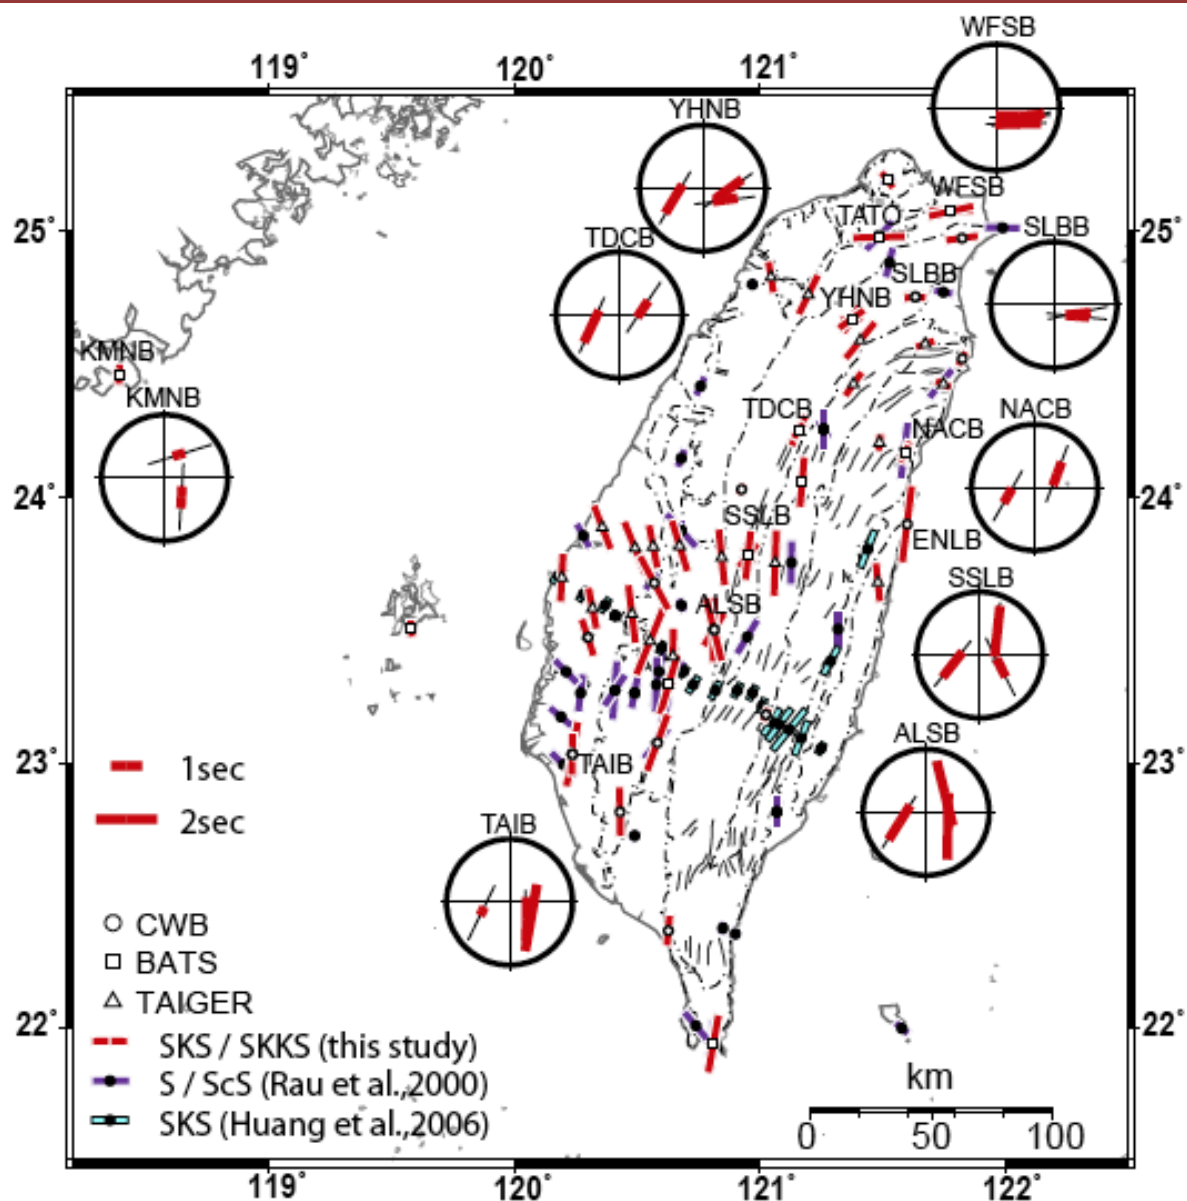 WFSB
119°
120°
121°
YHNB
WFSB
25°
TATO
25°
SLBB
TDCB
SLBB
YHNB
KMNB
KMNB
TDCB
NACB
NACB
24°
24°
SSLB
ENLB
SSLB
ALSB
ALSB
23°
TAIB
23°
1sec
2sec
TAIB
CWB
BATS
TAIGER
22°
22°
SKS / SKKS (this study)
S / ScS (Rau et al.,2000)
SKS (Huang et al.,2006)
km
0 50 100
119°
120°
121°
122°